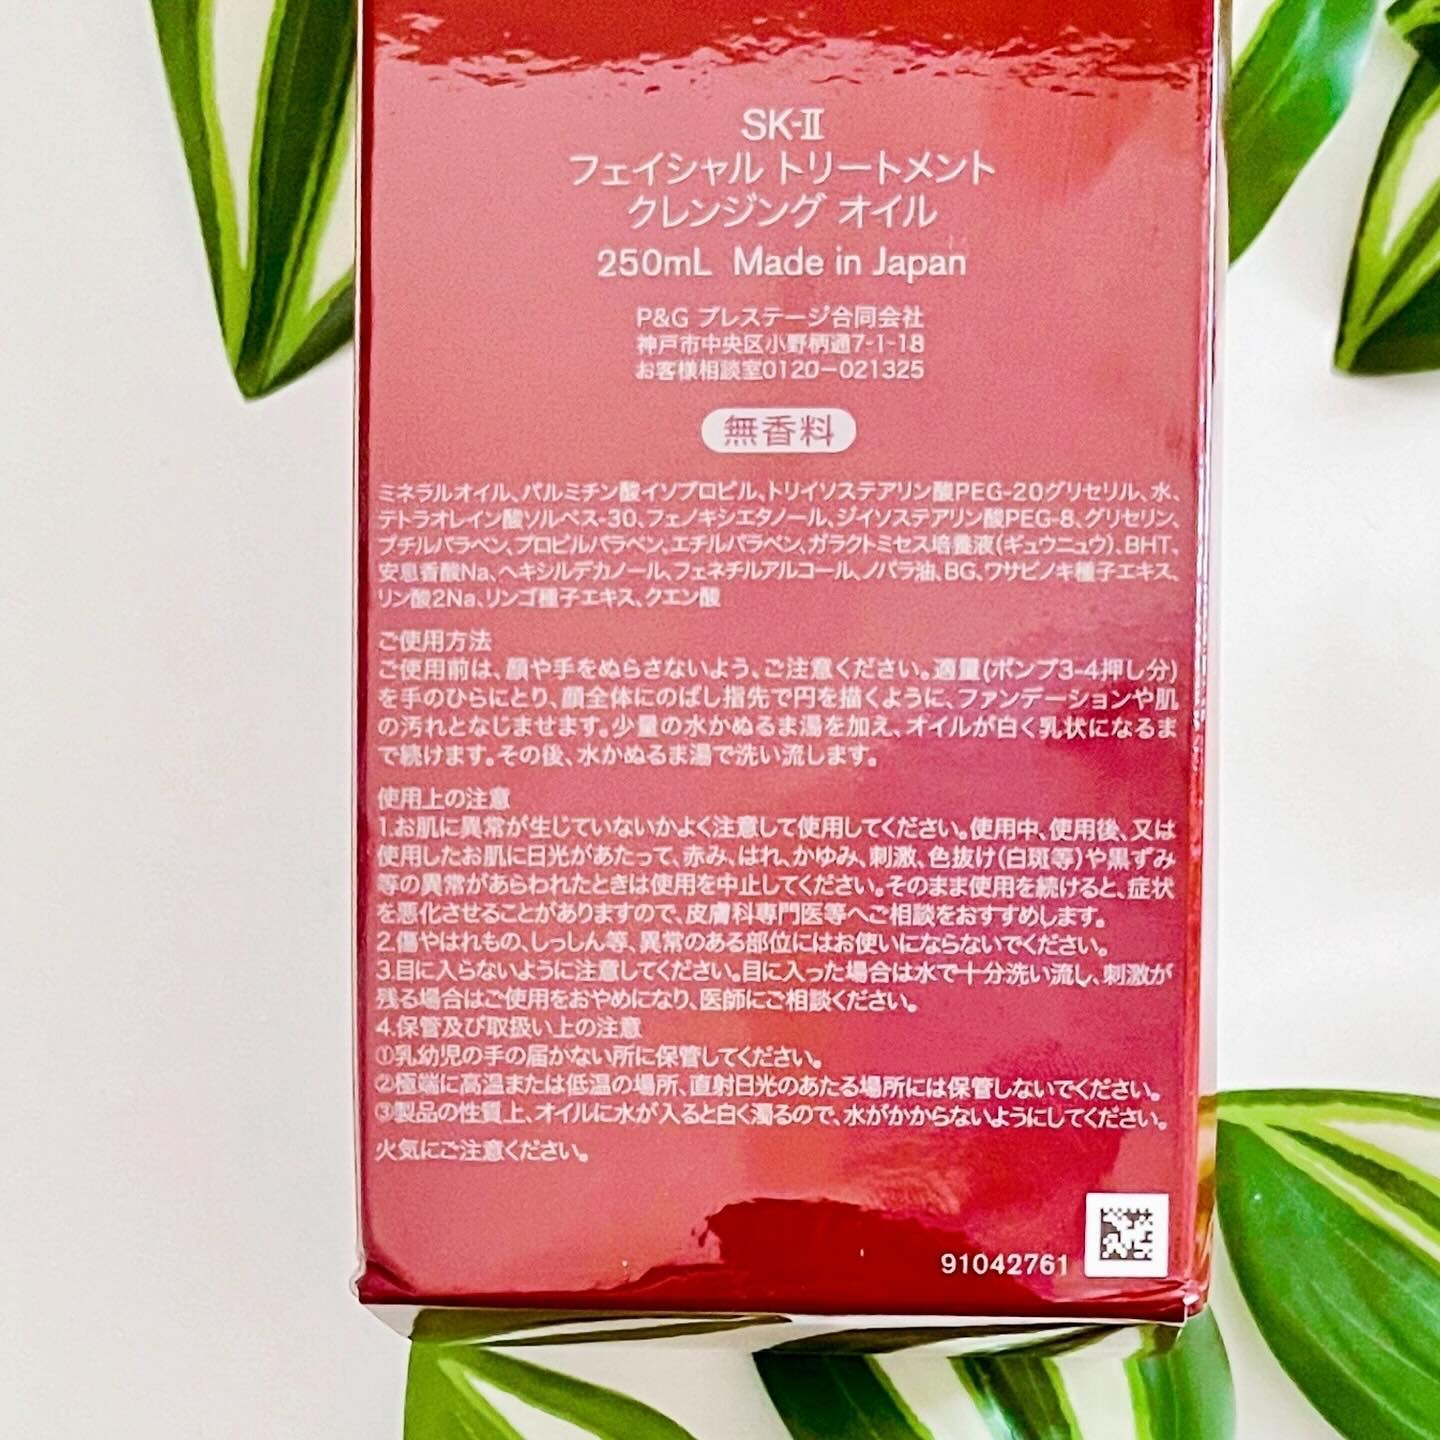 SK-Ⅱ
フェイシャル トリートメント
クレンジング オイル
250mL Made in Japan
P&G プレステージ合同会社
神戸市中央区小野柄通7-1-18
お客様相談室0120-021325
無香料
ミネラルオイル、パルミチン酸イソプロピル、トリイソステアリン酸PEG-20グリセリル、水、
テトラオレイン酸ソルベス-30、フェノキシエタノール、ジイソステアリン酸PEG-8、グリセリン、
ブチルパラベン、プロピルパラベン、エチルパラベン、ガラクトミセス培養液(ギュウニュウ)、BHT、
安息香酸Na、ヘキシルデカノール、フェネチルアルコール、ノバラ油、BG、ワサビノキ種子エキス、
リン酸2Na、リンゴ種子エキス、クエン酸
ご使用方法
ご使用前は、顔や手をぬらさないよう、ご注意ください。適量(ポンプ3-4押し分)
を手のひらにとり、顔全体にのばし指先で円を描くように、ファンデーションや肌
の汚れとなじませます。少量の水かぬるま湯を加え、オイルが白く乳状になるま
で続けます。その後、水かぬるま湯で洗い流します。
使用上の注意
1.お肌に異常が生じていないかよく注意して使用してください。使用中、使用後、又は
使用したお肌に日光があたって、赤み、はれ、かゆみ、刺激、色抜け(白斑等)や黒ずみ
等の異常があらわれたときは使用を中止してください。そのまま使用を続けると、症状
を悪化させることがありますので、皮膚科専門医等へご相談をおすすめします。
2.傷やはれもの、しっしん等、異常のある部位にはお使いにならないでください。
3.目に入らないように注意してください。目に入った場合は水で十分洗い流し、刺激が
残る場合はご使用をおやめになり、医師にご相談ください。
4.保管及び取扱い上の注意
①乳幼児の手の届かない所に保管してください。
②極端に高温または低温の場所、直射日光のあたる場所には保管しないでください。
③製品の性質上、オイルに水が入ると白く濁るので、水がかからないようにしてください。
火気にご注意ください。
91042761